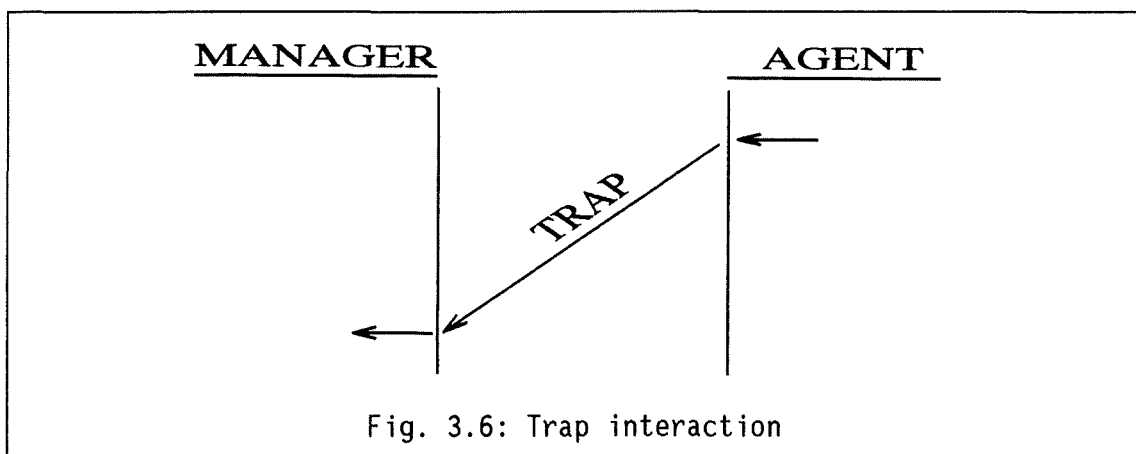 MANAGER
AGENT
TRAP
Fig. 3.6: Trap interaction